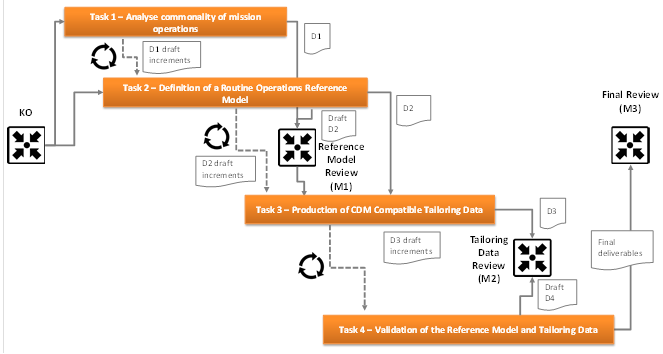 Task 1 – Analyse commonality of mission
operations
D1
D1 draft
increments
Task 2 – Definition of a Routine Operations Reference
Model
KO
Final Review
(M3)
D2
Draft
D2
Reference
Model
Review
(M1)
D2 draft
increments
Task 3 – Production of CDM Compatible Tailoring Data
D3
D3 draft
increments
Tailoring
Data
Review
(M2)
Final
deliverables
Draft
D4
Task 4 – Validation of the Reference Model and Tailoring Data